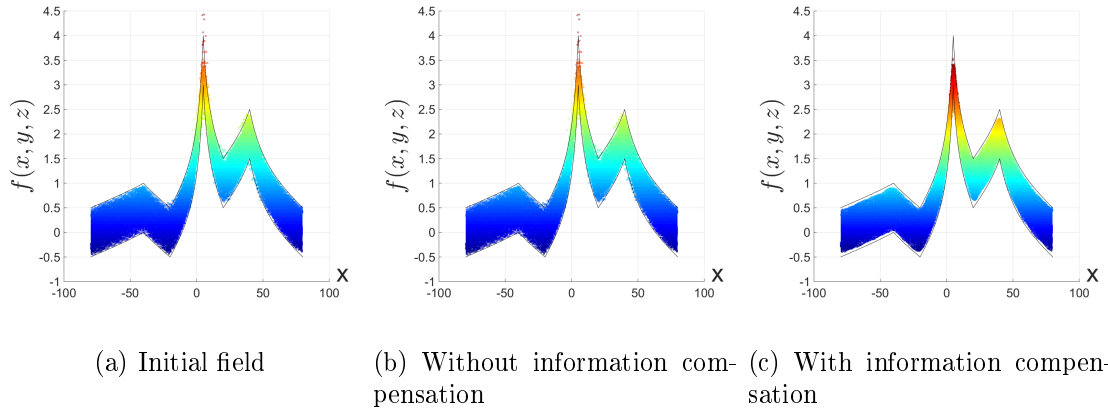 4.5
4
3.5
3
2.5
2
1.5
1
0.5
0
-0.5
-1
f(x, y, z)
-100 -50 0 50 100
x
4.5
4
3.5
3
2.5
2
1.5
1
0.5
0
-0.5
-1
f(x, y, z)
-100 -50 0 50 100
x
4.5
4
3.5
3
2.5
2
1.5
1
0.5
0
-0.5
-1
f(x, y, z)
-100 -50 0 50 100
x
(a) Initial field
(b) Without information com-
pensation
(c) With information compen-
sation